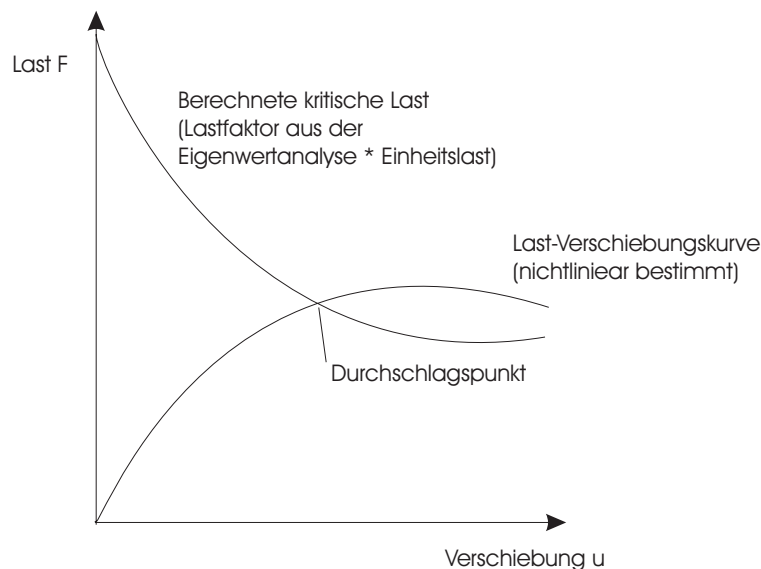 Last F
Berechnete kritische Last
(Lastfaktor aus der
Eigenwertanalyse * Einheitslast)
Last-Verschiebungskurve
(nichtliniear bestimmt)
Durchschlagspunkt
Verschiebung u